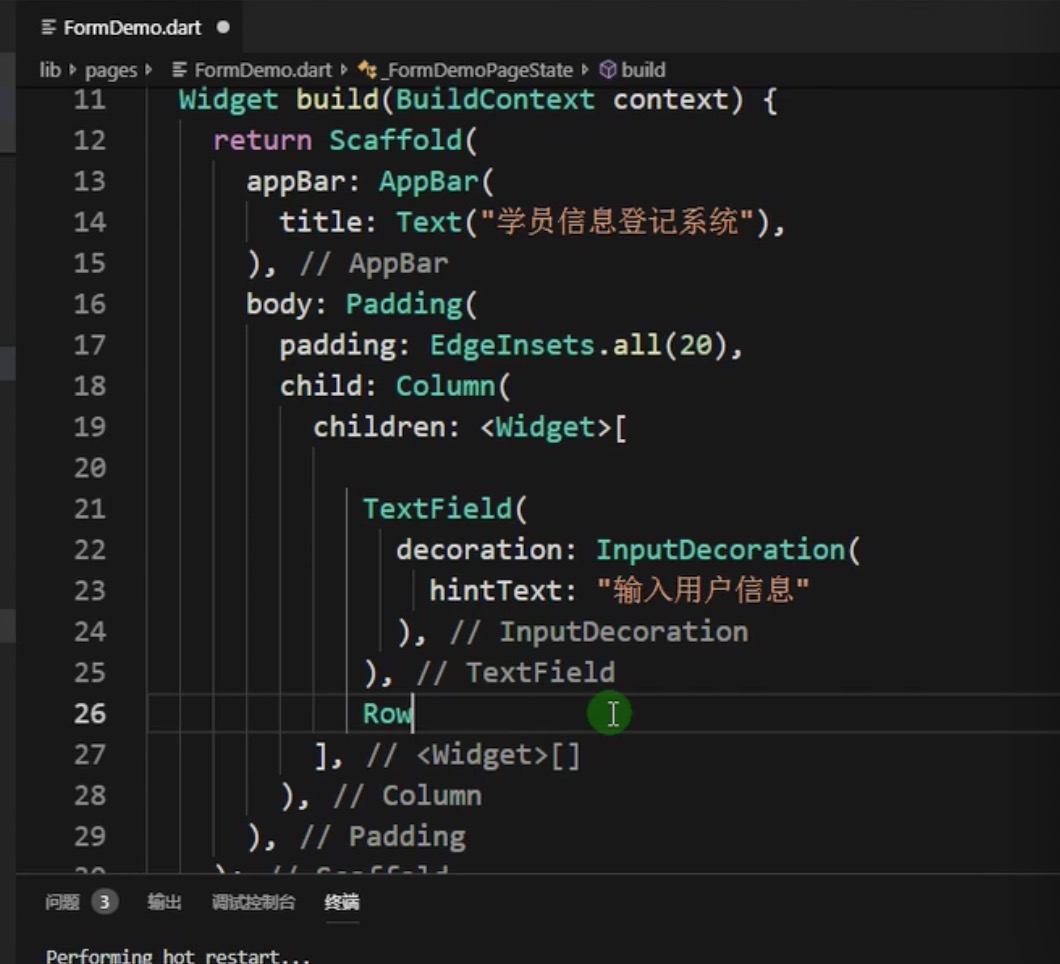 FormDemo.dart
lib pages FormDemo.dart _FormDemoPageState build
11 Widget build(BuildContext context) {
12 return Scaffold(
13 appBar: AppBar(
14 title: Text("学员信息登记系统"),
15 ), // AppBar
16 body: Padding(
17 padding: EdgeInsets.all(20),
18 child: Column(
19 children: <Widget>[
20
21 TextField(
22 decoration: InputDecoration(
23 hintText: "输入用户信息"
24 ), // InputDecoration
25 ), // TextField
26 Row
27 ], // <Widget>[]
28 ), // Column
29 ), // Padding
30 ); // Scaffold
问题 3 输出 调试控制台 终端
Performing hot restart...